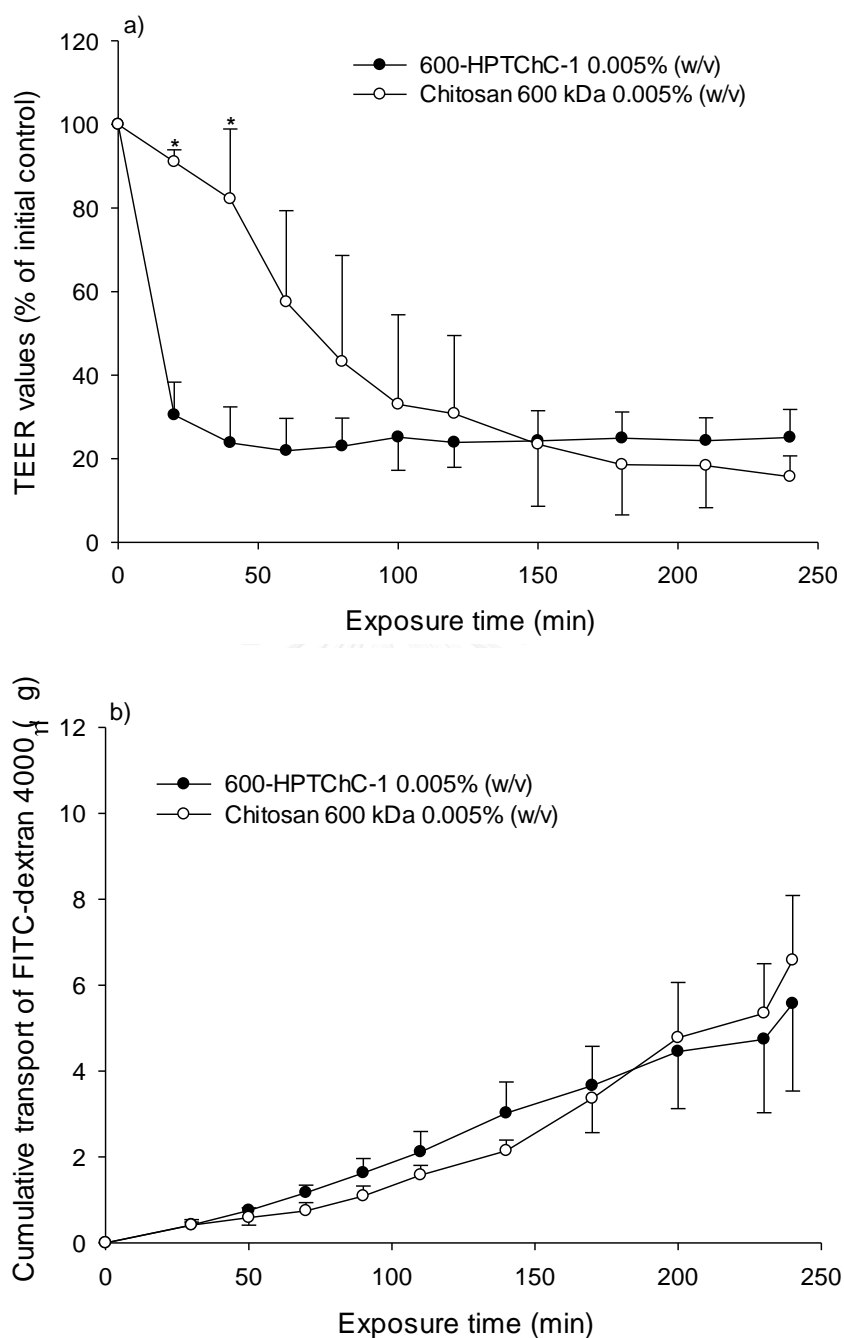 a)
120
100
80
60
40
20
0
TEER values (% of initial control)
600-HPTChC-1 0.005% (w/v)
Chitosan 600 kDa 0.005% (w/v)
* *
0 50 100 150 200 250
Exposure time (min)
b)
12
10
8
6
4
2
0
Cumulative transport of FITC-dextran 4000 ( g)
600-HPTChC-1 0.005% (w/v)
Chitosan 600 kDa 0.005% (w/v)
0 50 100 150 200 250
Exposure time (min)